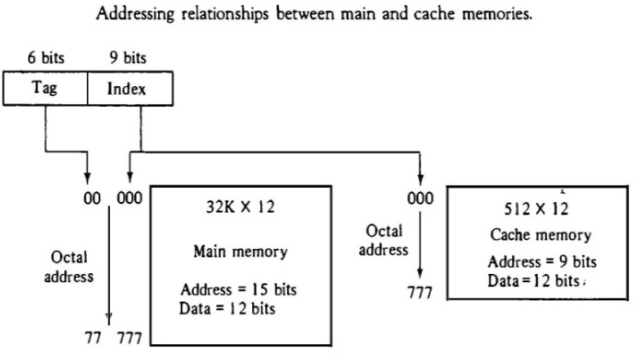 Addressing relationships between main and cache memories.
6 bits 9 bits
Tag Index
00 000
32K X 12
Main memory
Address = 15 bits
Data = 12 bits
Octal
address
77 777
000
Octal
address
777
512 X 12
Cache memory
Address = 9 bits
Data = 12 bits